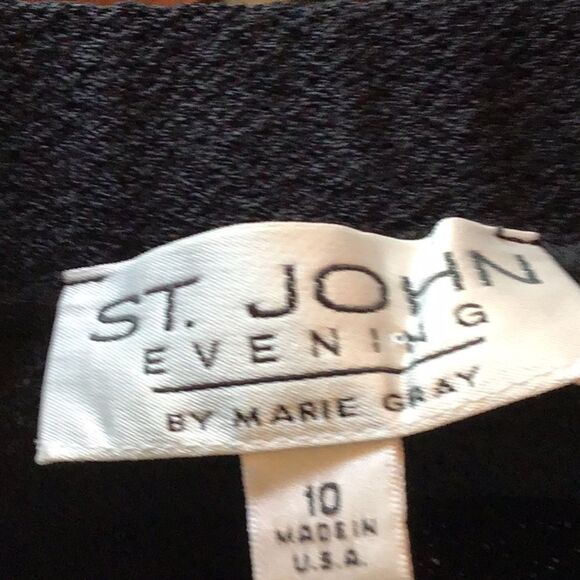 ST. JOHN
EVENING
BY MARIE GRAY
10
MADE IN
U.S.A.